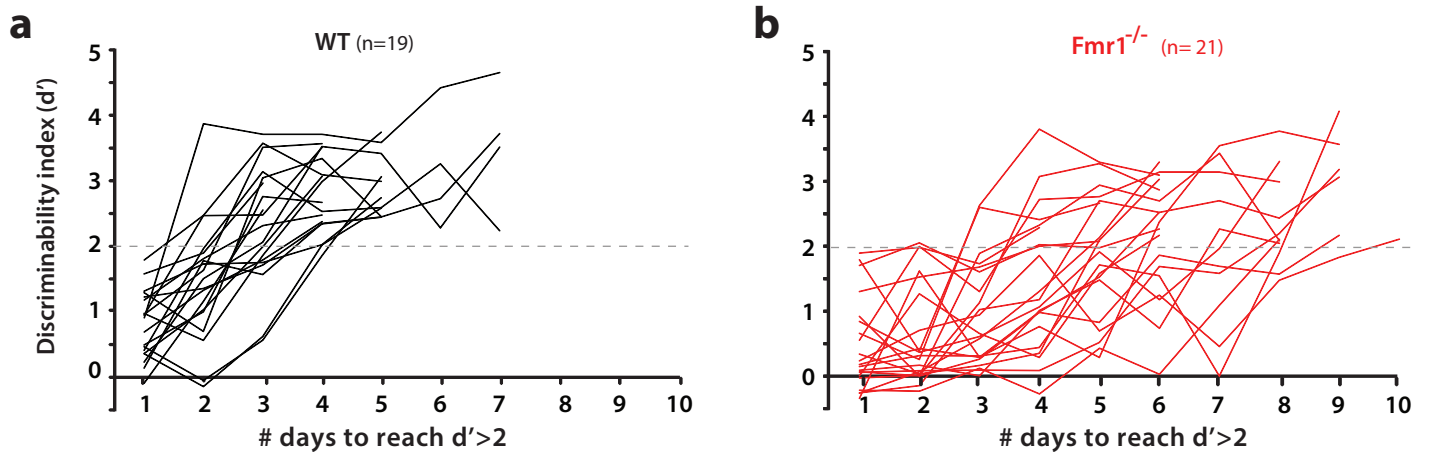 a
WT (n=19)
Discriminability index (d')
5
4
3
2
1
0
1 2 3 4 5 6 7 8 9 10
# days to reach d'>2
b
Fmr1-/- (n= 21)
5
4
3
2
1
0
1 2 3 4 5 6 7 8 9 10
# days to reach d'>2